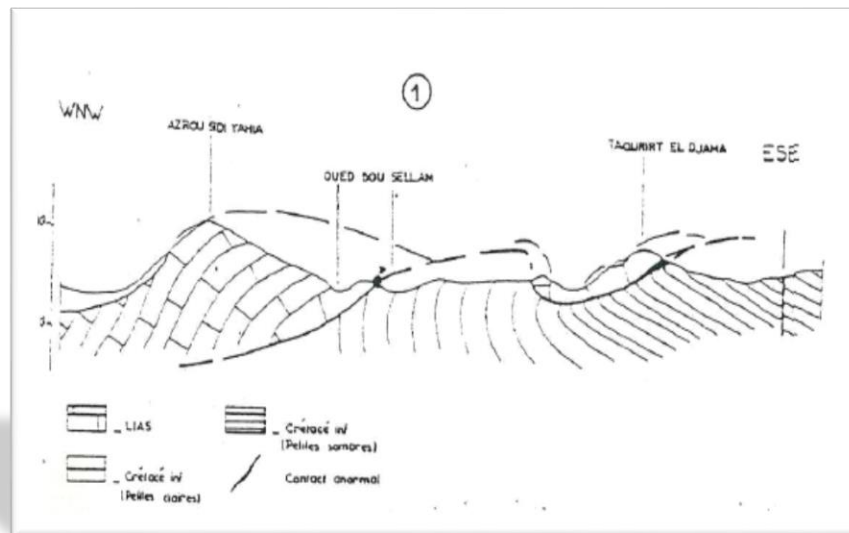 1
WNW
AZROU SIDI YAHIA
OUED BOU SELLAM
TAOURIRT EL DJAMA
ESE
_ LIAS
_ Crétacé inf
(Pelites sombres)
_ Crétacé inf
(Pelites claires)
Contact anormal